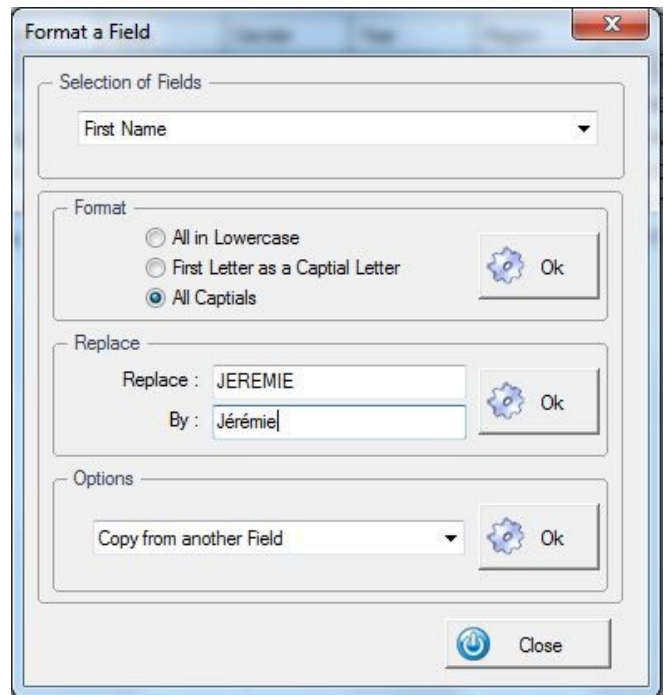 Format a Field
Selection of Fields
First Name
Format
All in Lowercase
First Letter as a Captial Letter
All Captials
Ok
Replace
Replace :
JEREMIE
By :
Jérémie
Ok
Options
Copy from another Field
Ok
Close